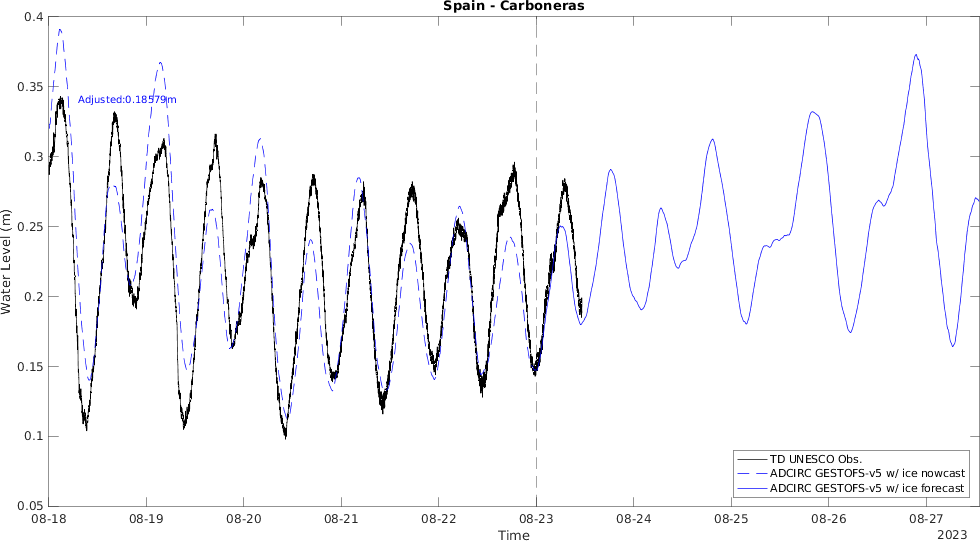 Spain - Carboneras
Water Level (m)
0.4
0.35
0.3
0.25
0.2
0.15
0.1
0.05
Adjusted:0.18579m
TD UNESCO Obs.
ADCIRC GESTOFS-v5 w/ ice nowcast
ADCIRC GESTOFS-v5 w/ ice forecast
08-18 08-19 08-20 08-21 08-22 08-23 08-24 08-25 08-26 08-27
Time
2023